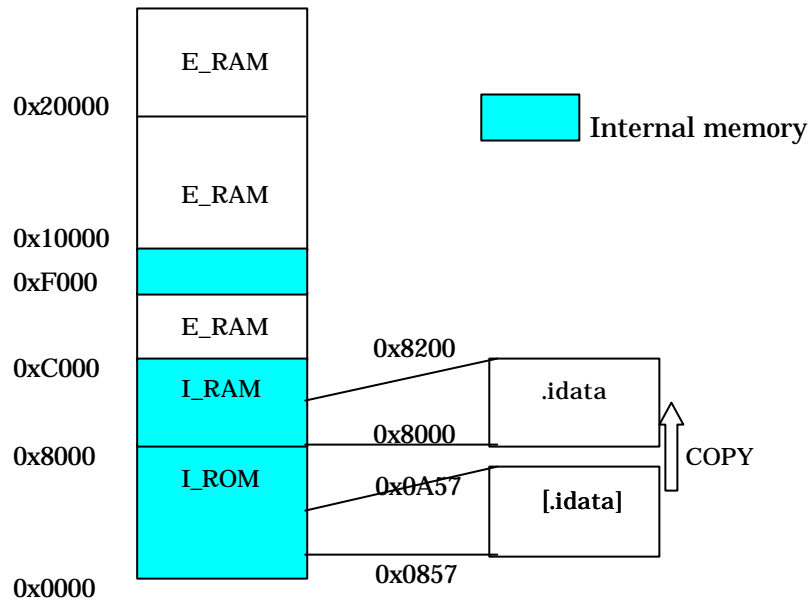 E_RAM
0x20000
Internal memory
E_RAM
0x10000
0xF000
E_RAM
0x8200
0xC000
I_RAM
.idata
0x8000
0x8000
COPY
I_ROM
0x0A57
[.idata]
0x0857
0x0000